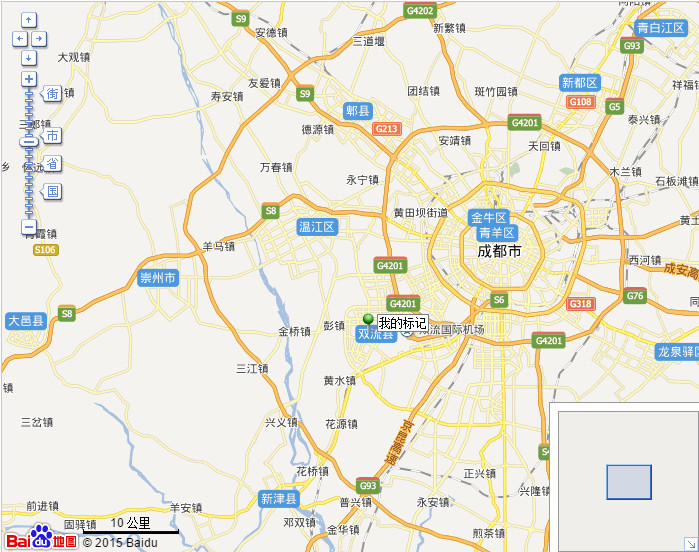 G4202
新繁镇
安德镇
S9
三道堰
青白江区
G93
大观镇
友爱镇
寿安镇
S9
团结镇
斑竹园镇
新都区
祥福镇
街
郫县
G108
G5
德源镇
G213
G4201
泰兴镇
市
安靖镇
天回镇
木兰镇
万春镇
省
永宁镇
石板滩镇
国
S8
黄田坝街道
金牛区
温江区
青羊区
S106
羊马镇
成都市
西河镇
崇州市
G4201
成安高
G76
G4201
S6
G318
S8
大邑县
我的标记
金桥镇
彭镇
双流县
双流国际机场
G4201
龙泉驿区
三江镇
黄水镇
三岔镇
兴义镇
花源镇
京昆高速
花桥镇
G93
正兴镇
新津县
普兴镇
永安镇
兴隆镇
前进镇
羊安镇
固驿镇
10 公里
邓双镇
金华镇
煎茶镇
Baidu地图
© 2015 Baidu